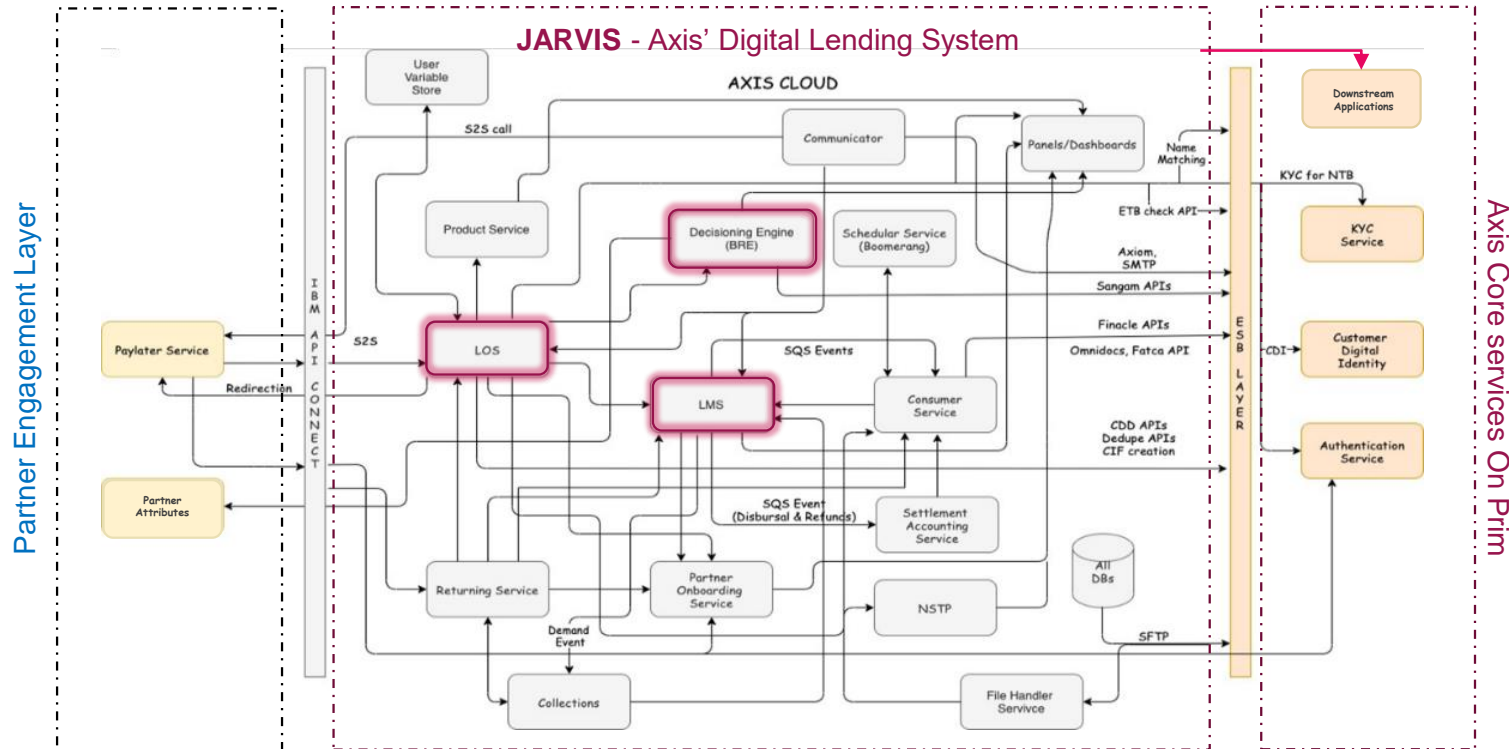 JARVIS - Axis' Digital Lending System
AXIS CLOUD
Partner Engagement Layer
Axis Core services On Prim
User
Variable
Store
S2S call
Communicator
Panels/Dashboards
Name
Matching
Downstream
Applications
KYC for NTB
ETB check API
KYC
Service
Product Service
Decisioning Engine
(BRE)
Schedular Service
(Boomerang)
Axiom,
SMTP
Sangam APIs
IBM API CONNECT
ESB LAYER
Paylater Service
S2S
LOS
SQS Events
Finacle APIs
Omnidocs, Fatca API
CDI
Customer
Digital
Identity
Redirection
LMS
Consumer
Service
CDD APIs
Dedupe APIs
CIF creation
Authentication
Service
Partner
Attributes
SQS Event
(Disbursal & Refunds)
Settlement
Accounting
Service
All
DBs
Returning Service
Partner
Onboarding
Service
NSTP
Demand
Event
SFTP
Collections
File Handler
Servivce